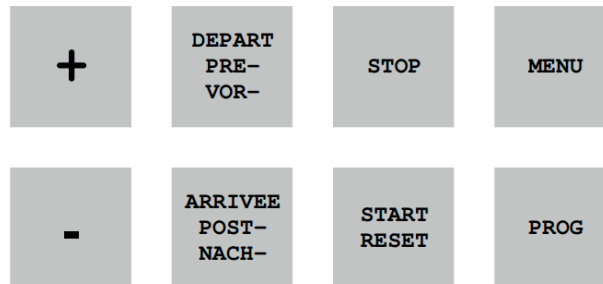 +
DEPART
PRE-
VOR-
STOP
MENU
-
ARRIVEE
POST-
NACH-
START
RESET
PROG